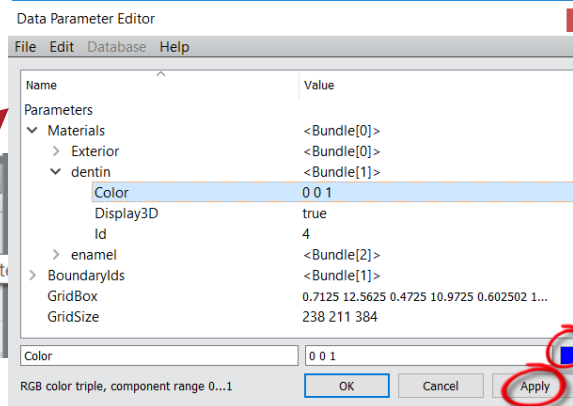 Data Parameter Editor
File Edit Database Help
Name Value
Parameters
Materials <Bundle[0]>
Exterior <Bundle[0]>
dentin <Bundle[1]>
Color 0 0 1
Display3D true
Id 4
enamel <Bundle[2]>
BoundaryIds <Bundle[1]>
GridBox 0.7125 12.5625 0.4725 10.9725 0.602502 1...
GridSize 238 211 384
Color 0 0 1
RGB color triple, component range 0...1 OK Cancel Apply